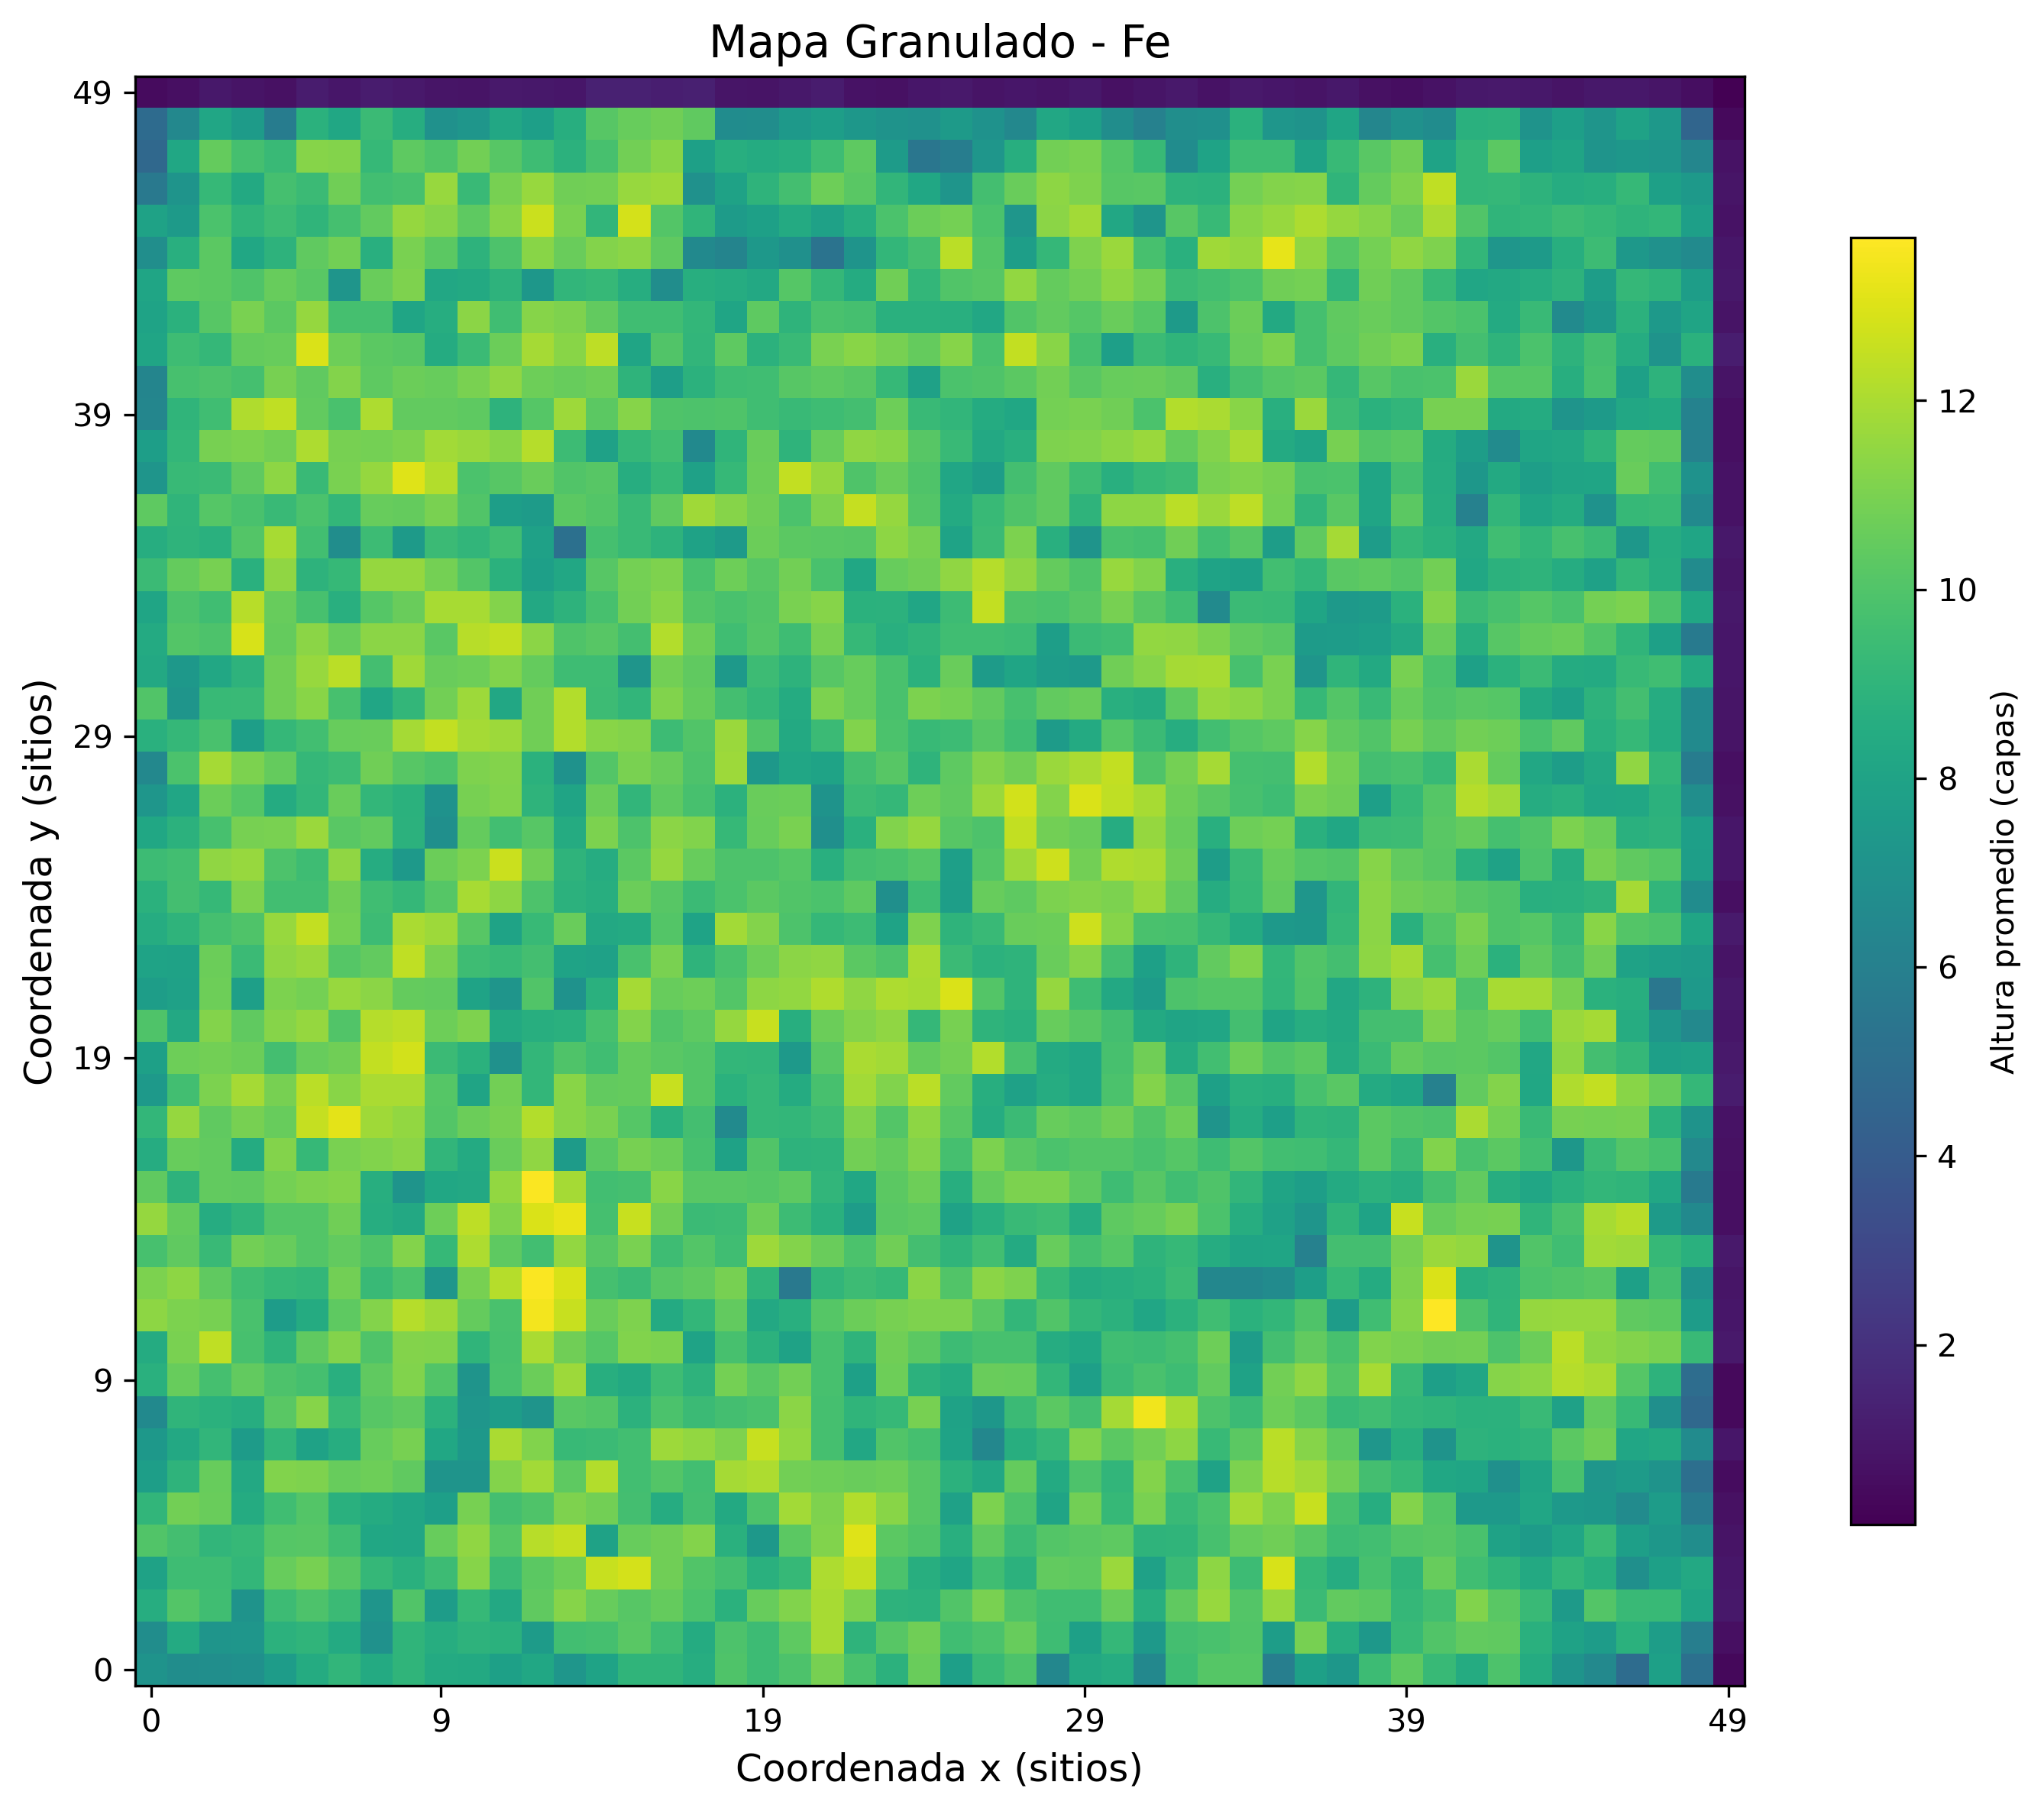 Mapa Granulado - Fe
49
39
29
19
9
0
Coordenada y (sitios)
0 9 19 29 39 49
Coordenada x (sitios)
12
10
8
6
4
2
Altura promedio (capas)